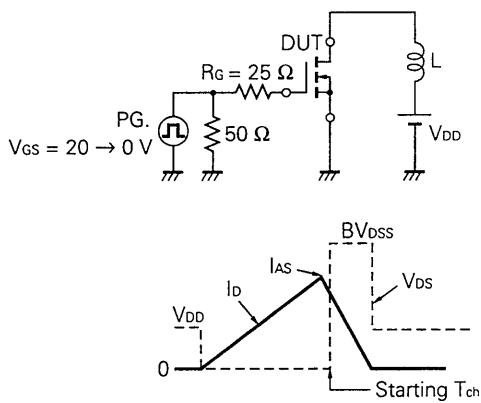 DUT
RG = 25 Ω
L
PG.
50 Ω
VDD
VGS = 20 → 0 V
BVDSS
IAS
VDS
ID
VDD
0
Starting Tch